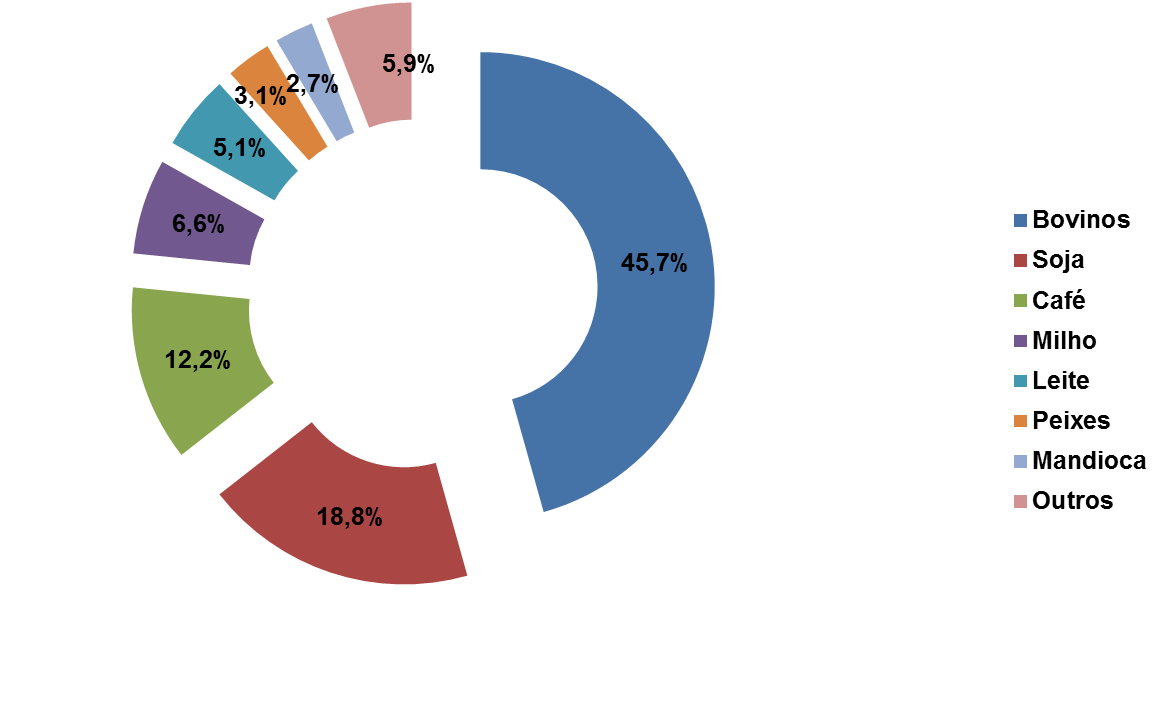 5,9%
2,7%
3,1%
5,1%
6,6%
45,7%
12,2%
18,8%
Bovinos
Soja
Café
Milho
Leite
Peixes
Mandioca
Outros